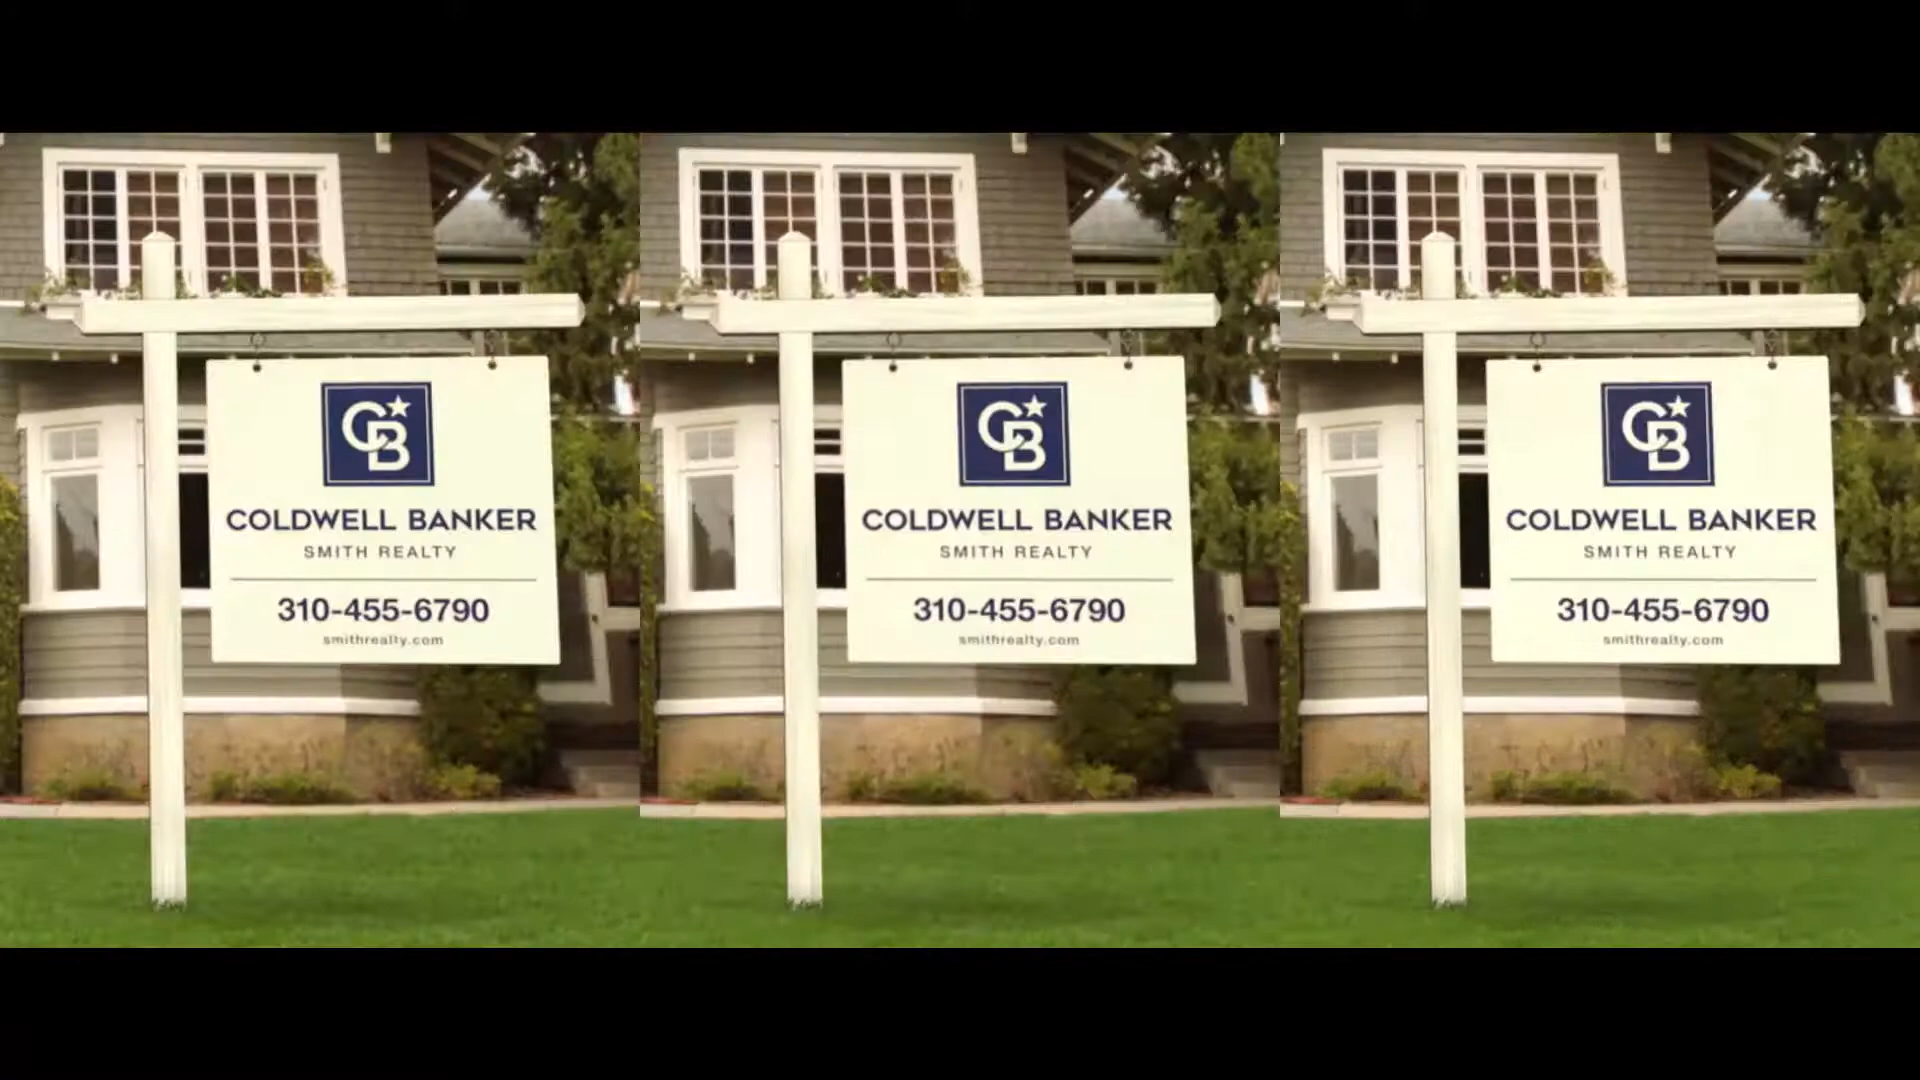 CB
COLDWELL BANKER
SMITH REALTY
310-455-6790
smithrealty.com
CB
COLDWELL BANKER
SMITH REALTY
310-455-6790
smithrealty.com
CB
COLDWELL BANKER
SMITH REALTY
310-455-6790
smithrealty.com